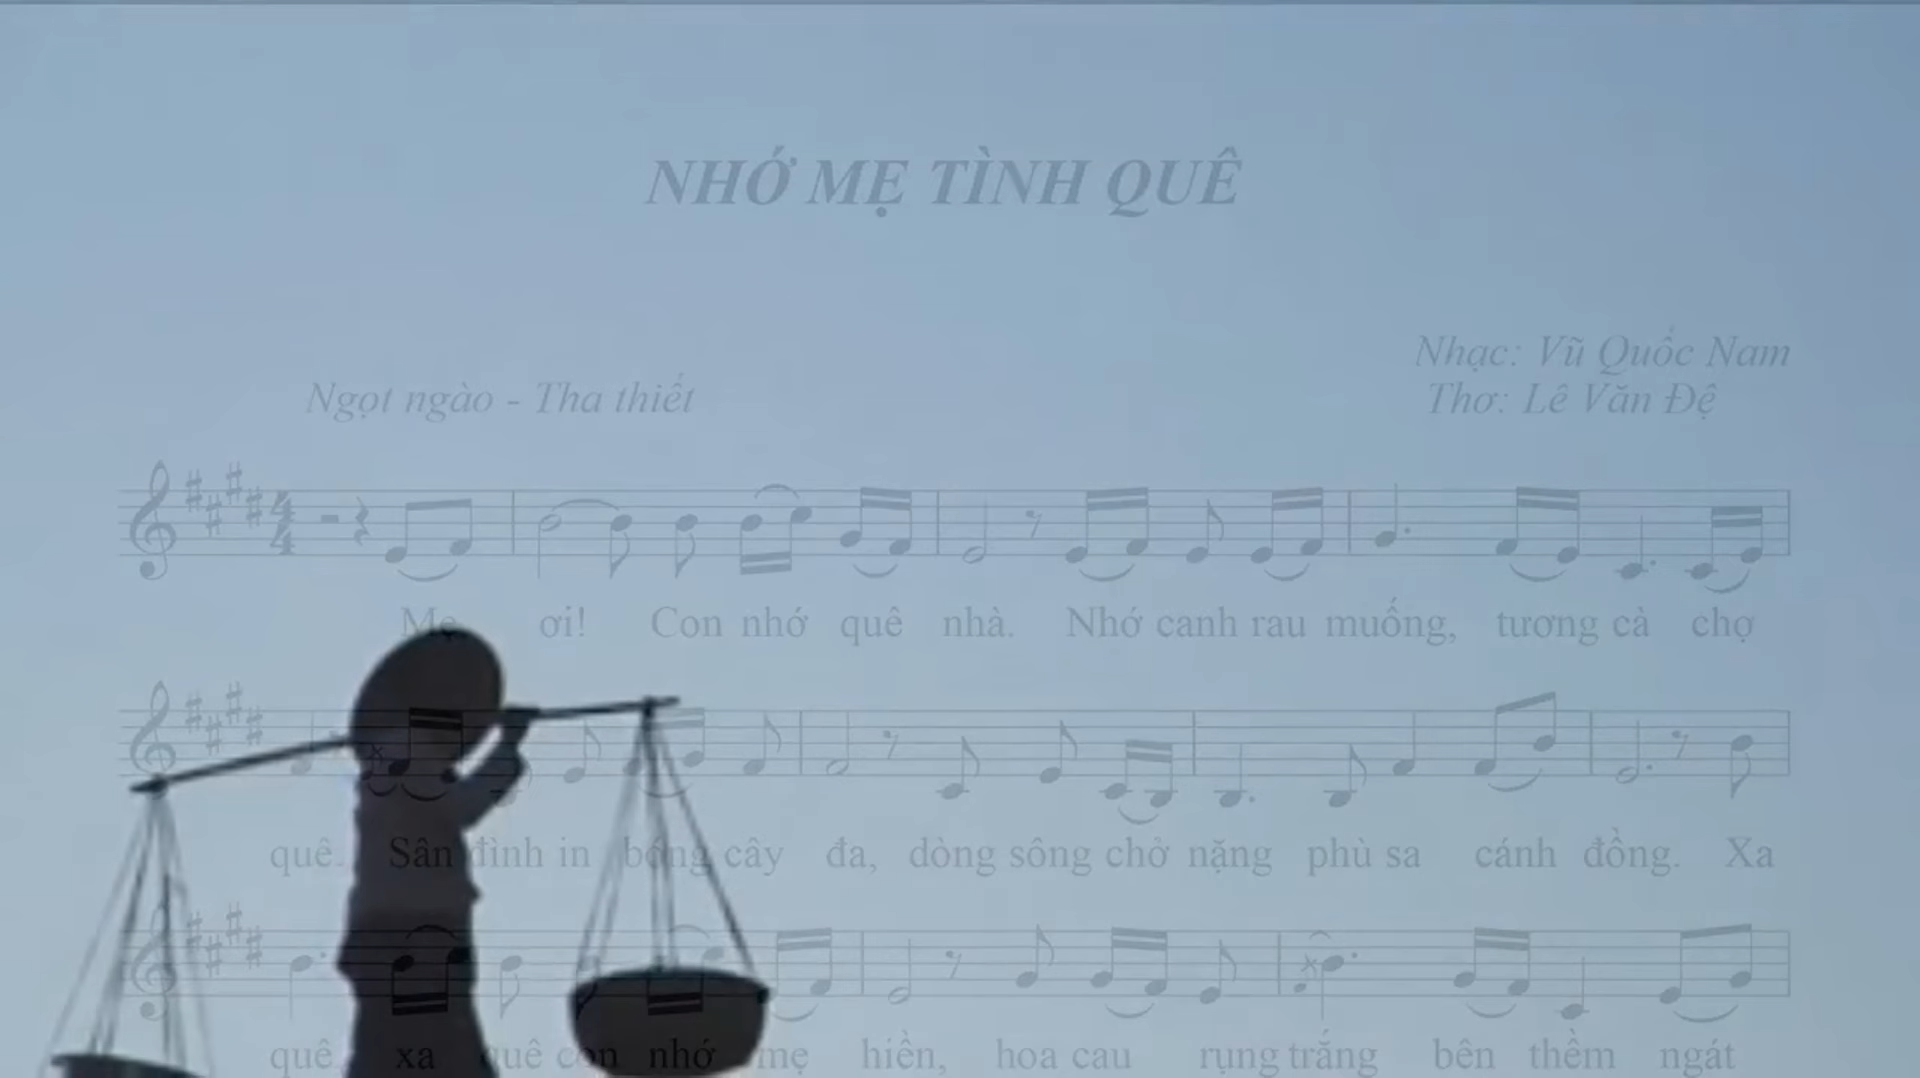 NHỚ MẸ TÌNH QUÊ
Nhạc: Vũ Quốc Nam
Ngọt ngào - Tha thiết
Thơ: Lê Văn Đệ
Mẹ ơi! Con nhớ quê nhà. Nhớ canh rau muống, tương cà chợ
quê. Sân đình in bóng cây đa, dòng sông chở nặng phù sa cánh đồng. Xa
quê xa quê con nhớ mẹ hiền, hoa cau rụng trắng bên thềm ngát